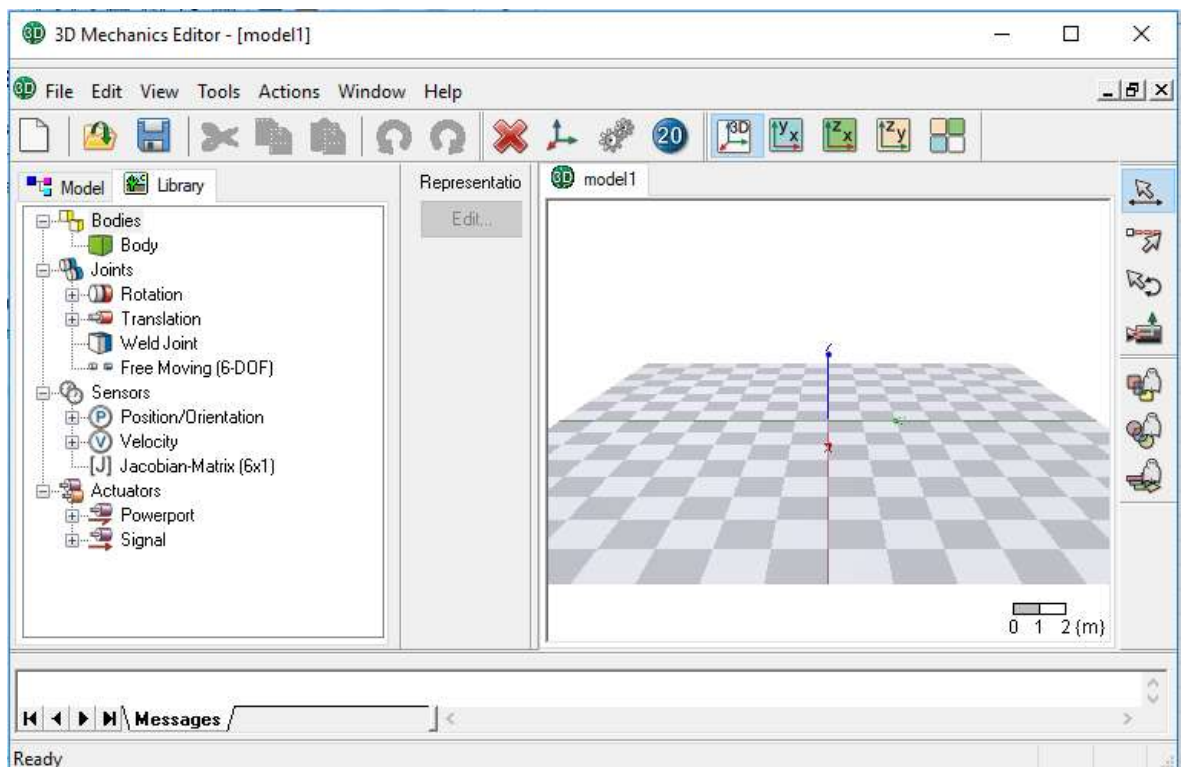 3D Mechanics Editor - [model1]
File Edit View Tools Actions Window Help
20 3D y x z x z y
Model Library
Bodies
Body
Joints
Rotation
Translation
Weld Joint
Free Moving (6-DOF)
Sensors
Position/Orientation
Velocity
[J] Jacobian-Matrix (6x1)
Actuators
Powerport
Signal
Representatio
Edit...
model1
0 1 2 {m}
Messages
Ready